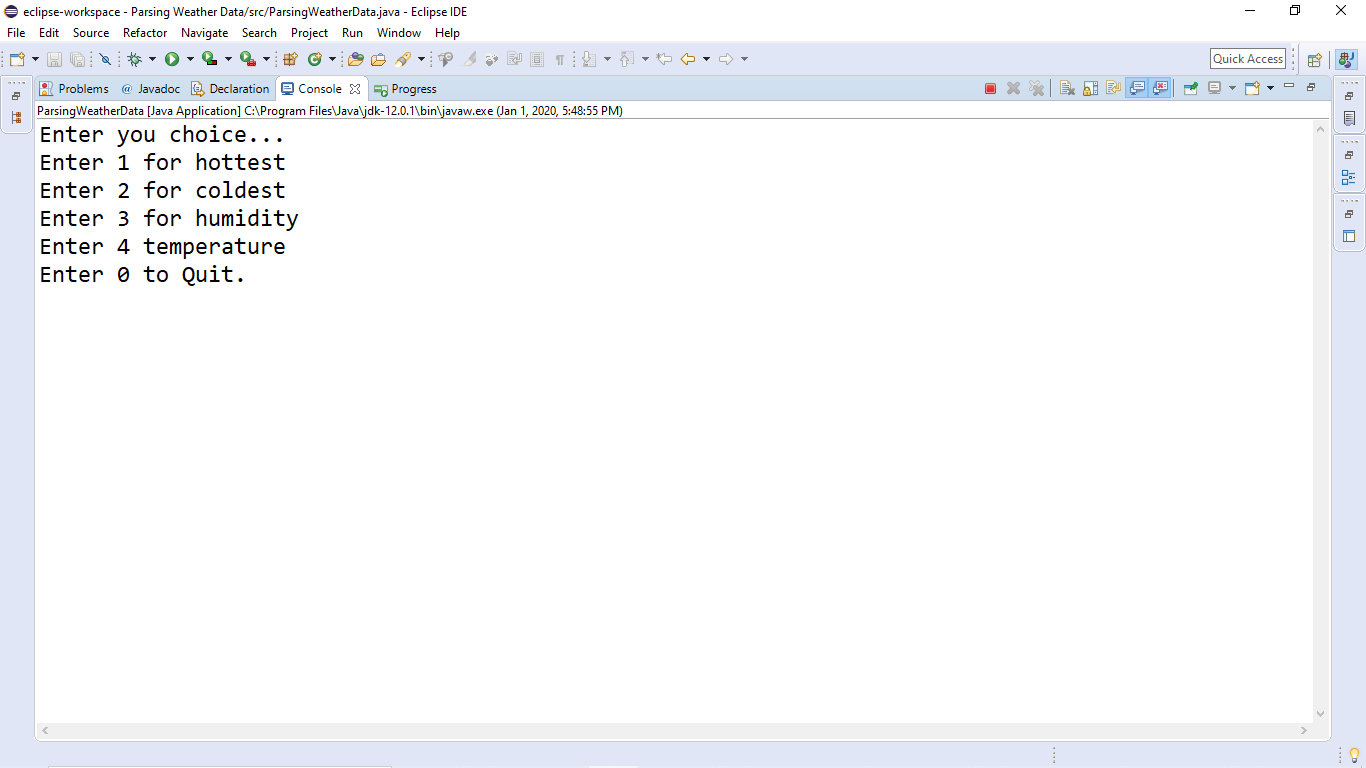 eclipse-workspace - Parsing Weather Data/src/ParsingWeatherData.java - Eclipse IDE
File Edit Source Refactor Navigate Search Project Run Window Help
Quick Access
Problems @ Javadoc Declaration Console Progress
ParsingWeatherData [Java Application] C:\Program Files\Java\jdk-12.0.1\bin\javaw.exe (Jan 1, 2020, 5:48:55 PM)
Enter you choice...
Enter 1 for hottest
Enter 2 for coldest
Enter 3 for humidity
Enter 4 temperature
Enter 0 to Quit.